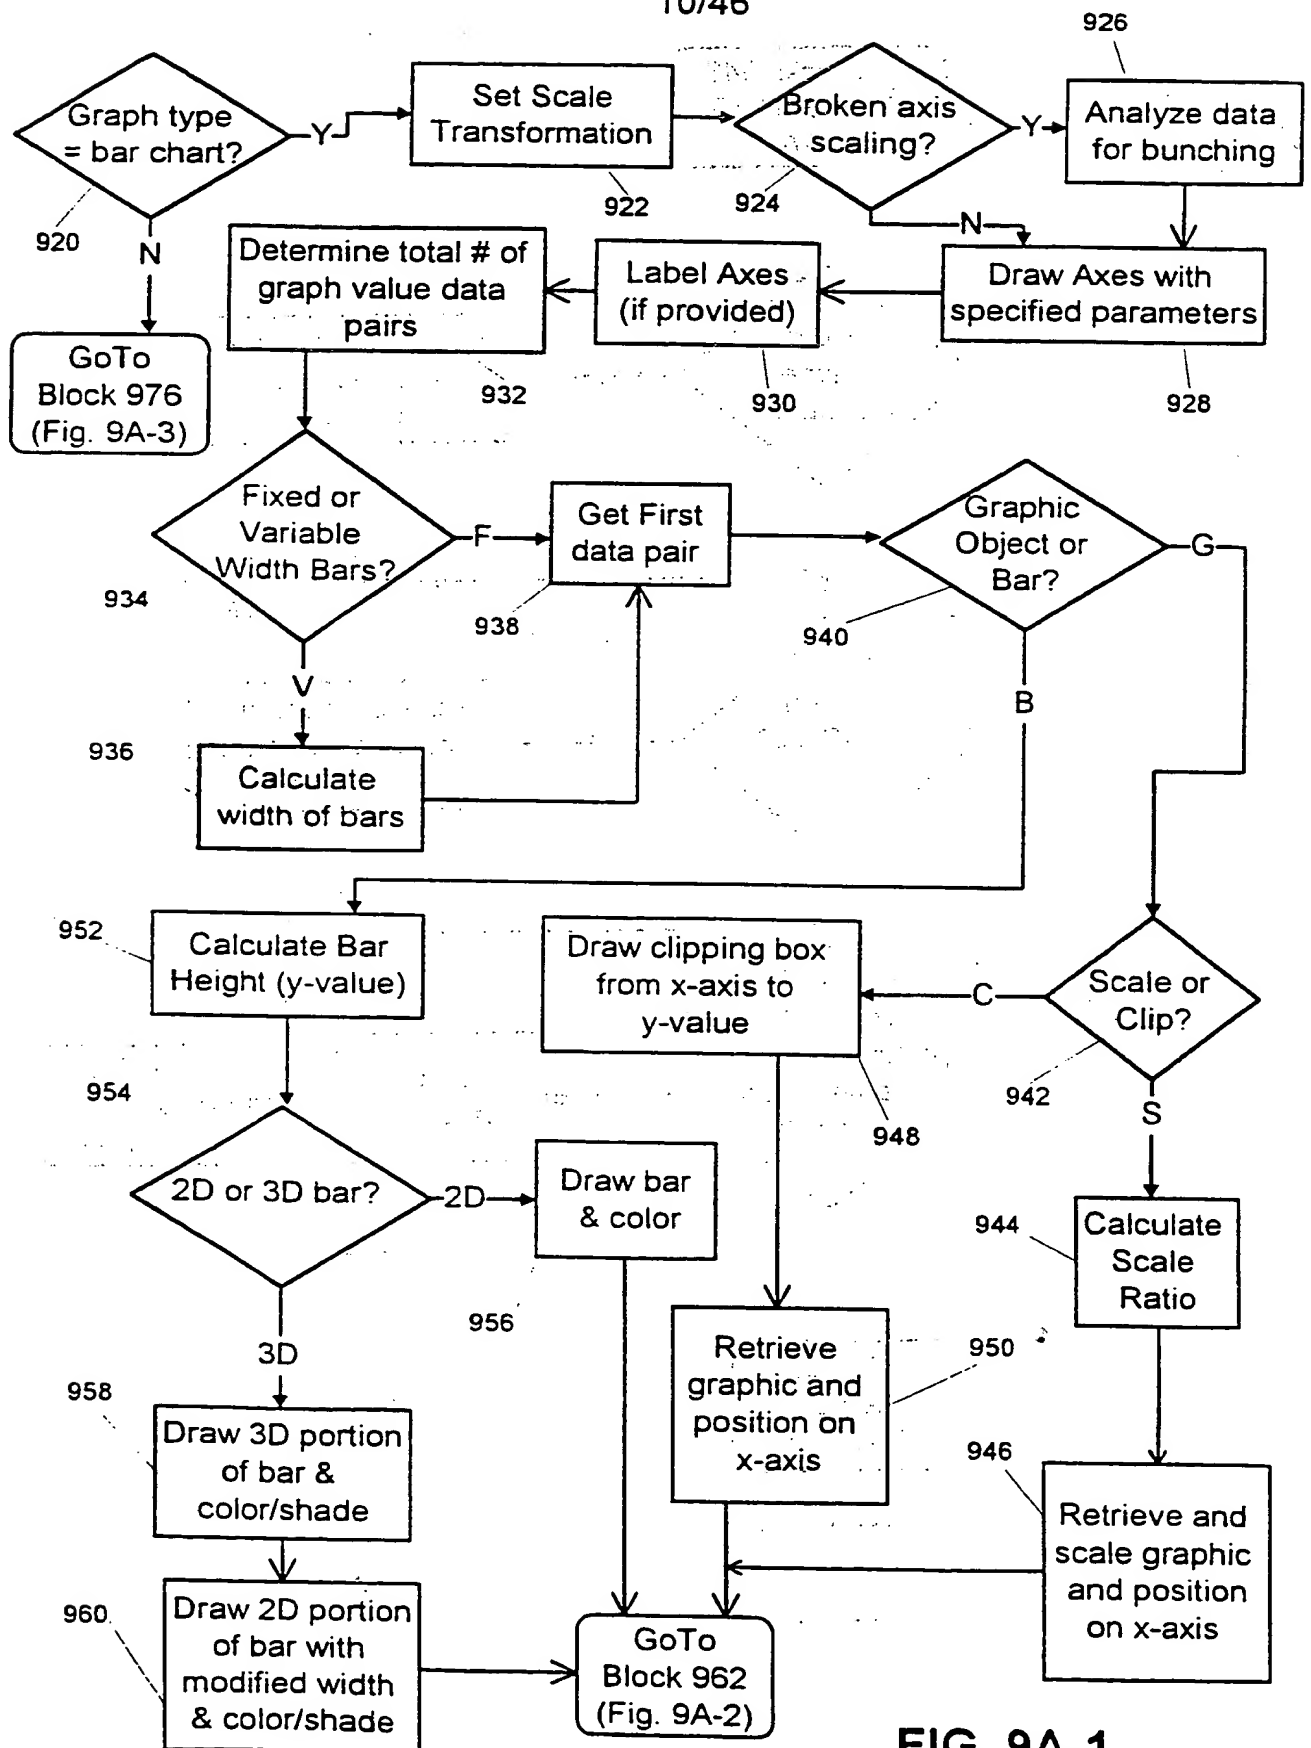 10/46
926
Graph type
= bar chart?
Y
Set Scale
Transformation
Broken axis
scaling?
Y
Analyze data
for bunching
920
922
924
N
N
Determine total # of
graph value data
pairs
Label Axes
(if provided)
Draw Axes with
specified parameters
GoTo
Block 976
(Fig. 9A-3)
932
930
928
Fixed or
Variable
Width Bars?
F
Get First
data pair
Graphic
Object or
Bar?
G
934
938
940
V
B
936
Calculate
width of bars
952
Calculate Bar
Height (y-value)
Draw clipping box
from x-axis to
y-value
C
Scale or
Clip?
954
942
948
S
2D or 3D bar?
2D
Draw bar
& color
944
Calculate
Scale
Ratio
956
3D
Retrieve
graphic and
position on
x-axis
950
958
Draw 3D portion
of bar &
color/shade
946
Retrieve and
scale graphic
and position
on x-axis
960
Draw 2D portion
of bar with
modified width
& color/shade
GoTo
Block 962
(Fig. 9A-2)
FIG. 9A-1